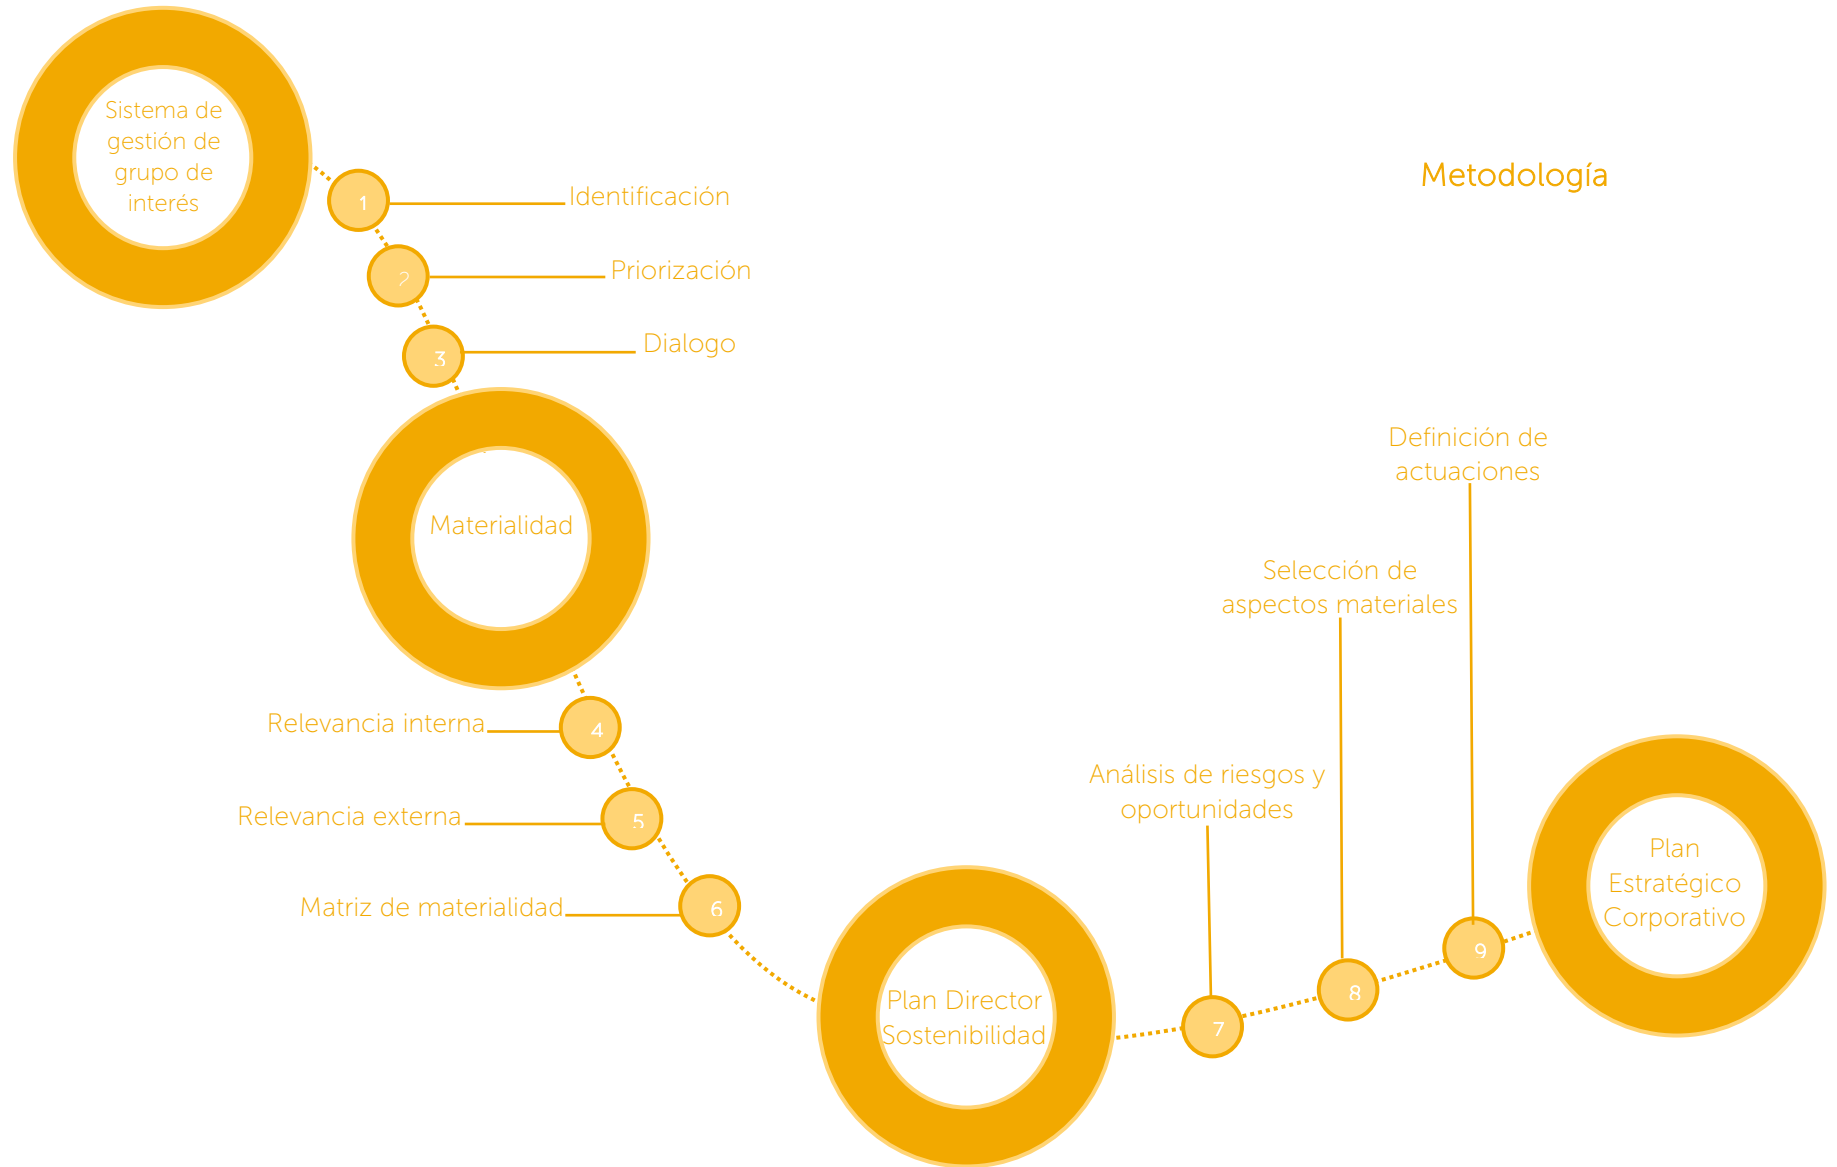 Sistema de
gestión de
grupo de
interés
Metodología
1
Identificación
2
Priorización
3
Dialogo
Materialidad
Relevancia interna
4
Relevancia externa
5
Matriz de materialidad
6
Plan Director
Sostenibilidad
Análisis de riesgos y
oportunidades
7
Selección de
aspectos materiales
8
Definición de
actuaciones
9
Plan
Estratégico
Corporativo